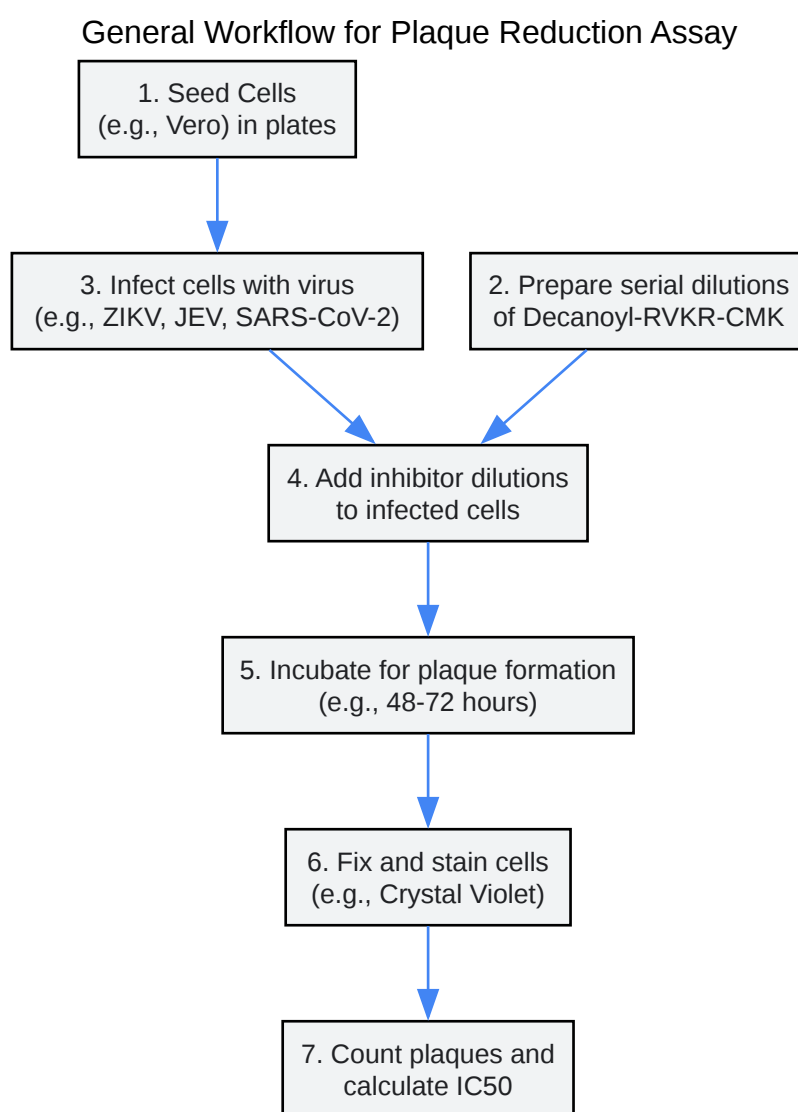 General Workflow for Plaque Reduction Assay
1. Seed Cells
(e.g., Vero) in plates
3. Infect cells with virus
(e.g., ZIKV, JEV, SARS-CoV-2)
2. Prepare serial dilutions
of Decanoyl-RVKR-CMK
4. Add inhibitor dilutions
to infected cells
5. Incubate for plaque formation
(e.g., 48-72 hours)
6. Fix and stain cells
(e.g., Crystal Violet)
7. Count plaques and
calculate IC50